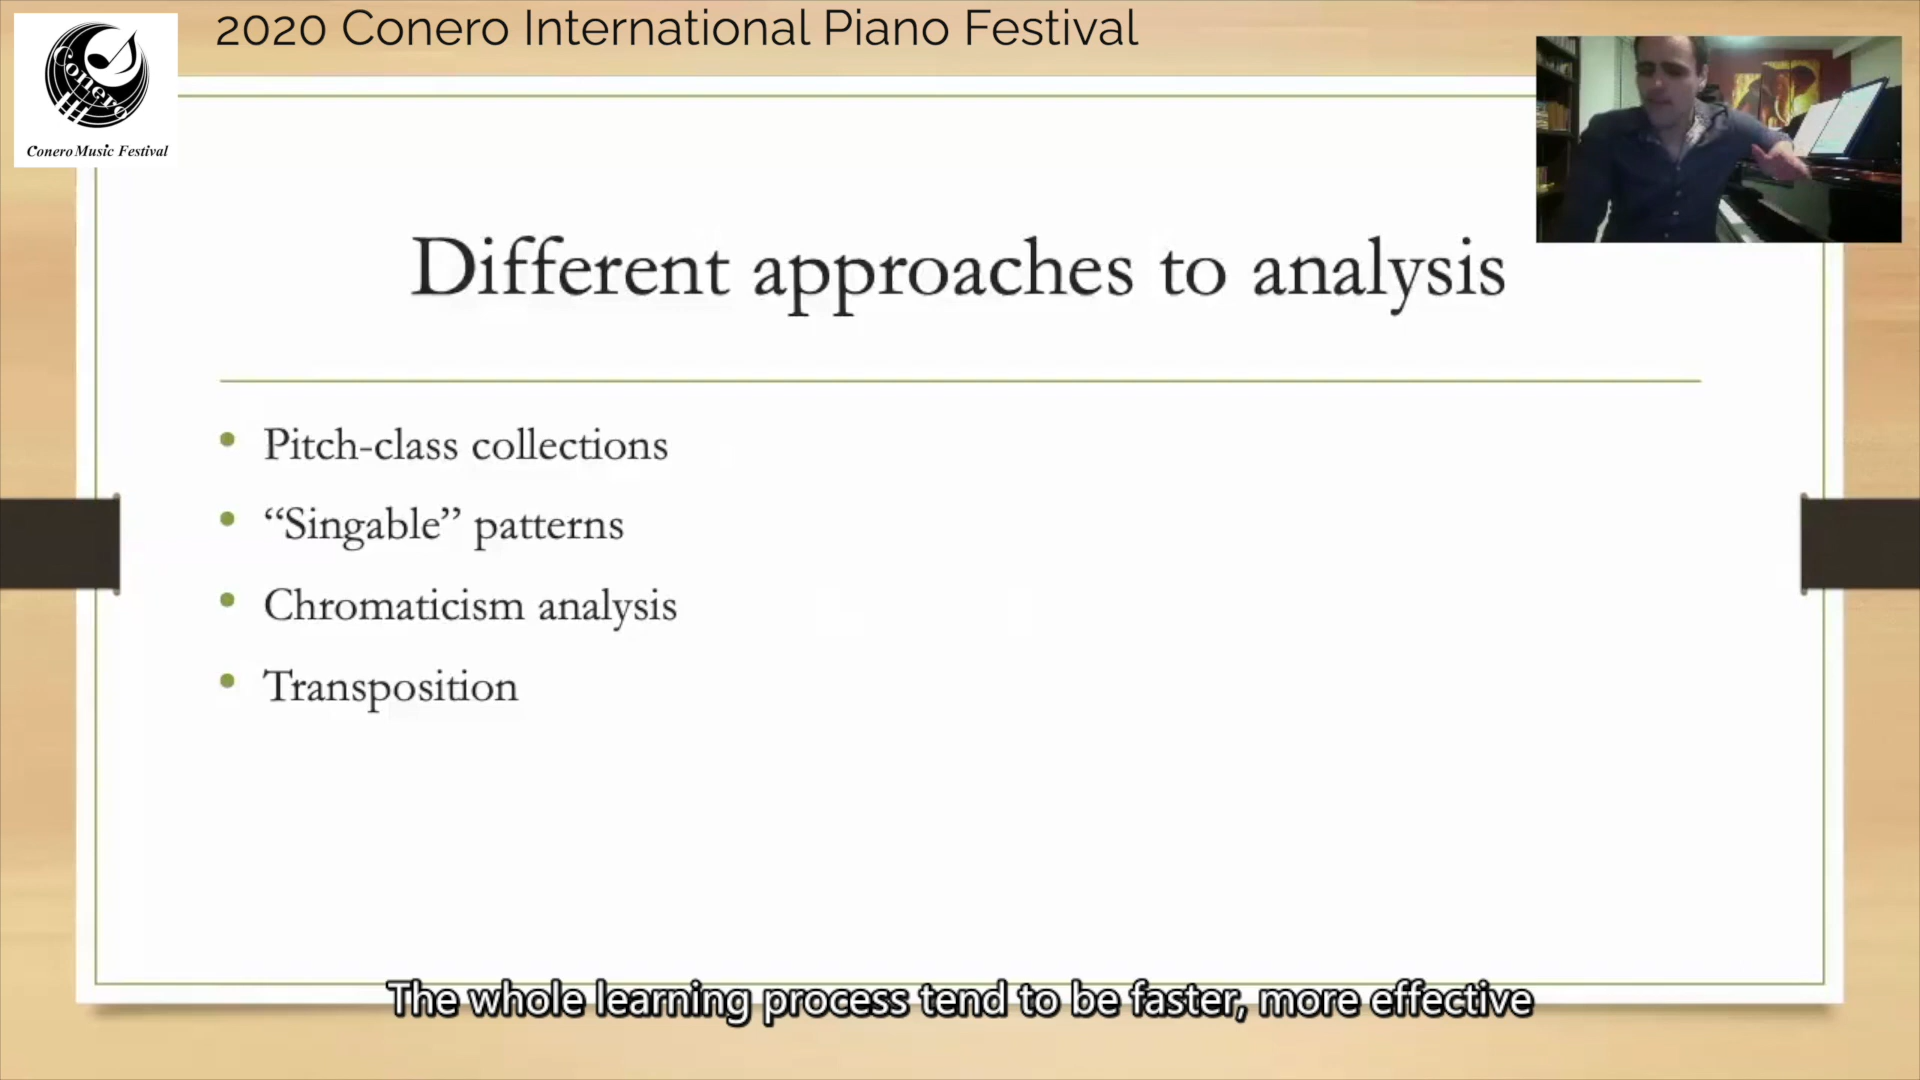 2020 Conero International Piano Festival
Conero
Conero Music Festival
Different approaches to analysis
Pitch-class collections
“Singable” patterns
Chromaticism analysis
Transposition
The whole learning process tend to be faster, more effective